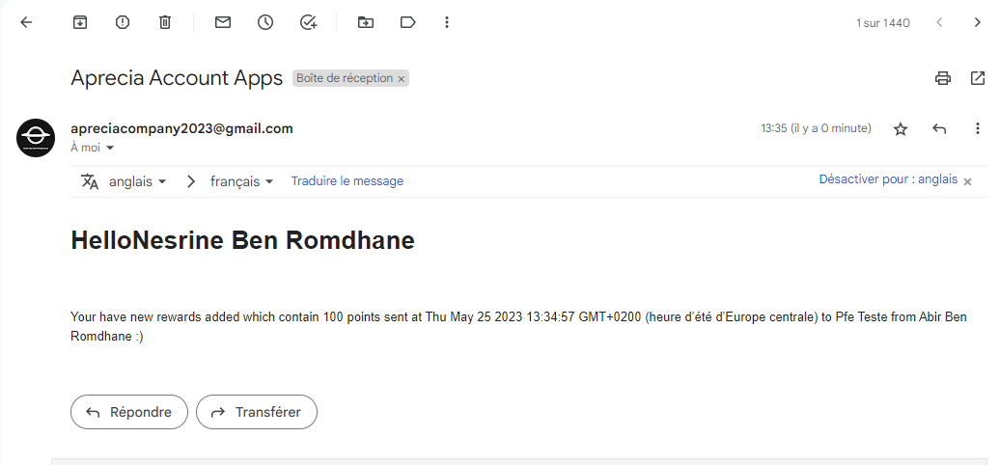 1 sur 1440
Aprecia Account Apps Boîte de réception ×
apreciacompany2023@gmail.com 13:35 (il y a 0 minute)
À moi
anglais français Traduire le message Désactiver pour : anglais ×
HelloNesrine Ben Romdhane
Your have new rewards added which contain 100 points sent at Thu May 25 2023 13:34:57 GMT+0200 (heure d'été d'Europe centrale) to Pfe Teste from Abir Ben
Romdhane :)
Répondre Transférer